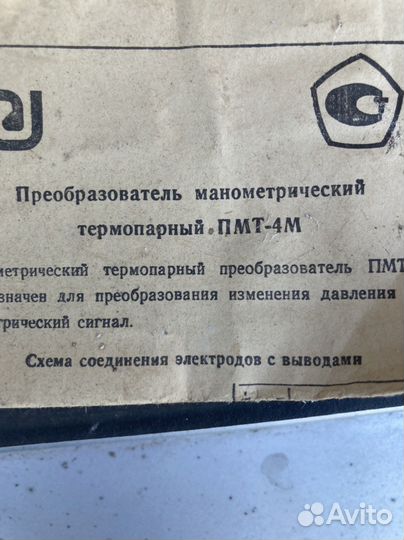 Преобразователь манометрический
термопарный ПМТ-4М
метрический термопарный преобразователь ПМТ
значен для преобразования изменения давления
трический сигнал.
Схема соединения электродов с выводами
Avito